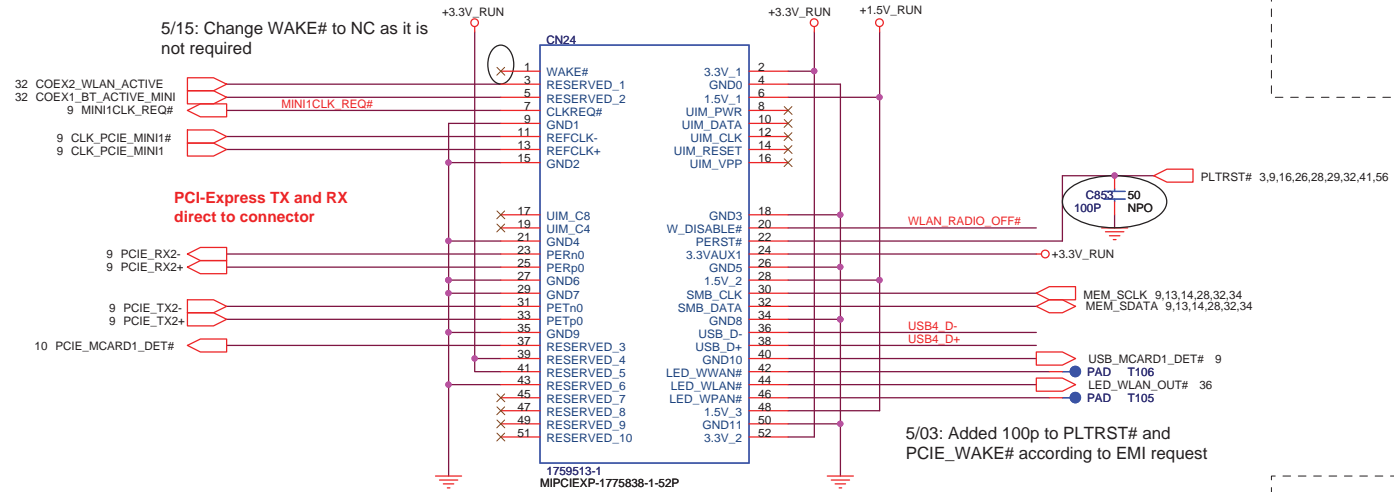 +3.3V_RUN
+3.3V_RUN
+1.5V_RUN
5/15: Change WAKE# to NC as it is
not required
CN24
1 WAKE# 3.3V_1 2
32 COEX2_WLAN_ACTIVE 3 RESERVED_1 GND0 4
32 COEX1_BT_ACTIVE_MINI 5 RESERVED_2 1.5V_1 6
9 MINI1CLK_REQ# MINI1CLK_REQ# 7 CLKREQ# UIM_PWR 8
9 GND1 UIM_DATA 10
9 CLK_PCIE_MINI1# 11 REFCLK- UIM_CLK 12
9 CLK_PCIE_MINI1 13 REFCLK+ UIM_RESET 14
15 GND2 UIM_VPP 16
PLTRST# 3,9,16,26,28,29,32,41,56
C853 50
100P NPO
PCI-Express TX and RX
direct to connector
17 UIM_C8 GND3 18
19 UIM_C4 W_DISABLE# 20 WLAN_RADIO_OFF#
21 GND4 PERST# 22
9 PCIE_RX2- 23 PERn0 3.3VAUX1 24 +3.3V_RUN
9 PCIE_RX2+ 25 PERp0 GND5 26
27 GND6 1.5V_2 28
29 GND7 SMB_CLK 30 MEM_SCLK 9,13,14,28,32,34
9 PCIE_TX2- 31 PETn0 SMB_DATA 32 MEM_SDATA 9,13,14,28,32,34
9 PCIE_TX2+ 33 PETp0 GND8 34
35 GND9 USB_D- 36 USB4_D-
10 PCIE_MCARD1_DET# 37 RESERVED_3 USB_D+ 38 USB4_D+
39 RESERVED_4 GND10 40 USB_MCARD1_DET# 9
41 RESERVED_5 LED_WWAN# 42 PAD T106
43 RESERVED_6 LED_WLAN# 44 LED_WLAN_OUT# 36
45 RESERVED_7 LED_WPAN# 46 PAD T105
47 RESERVED_8 1.5V_3 48
49 RESERVED_9 GND11 50
51 RESERVED_10 3.3V_2 52
5/03: Added 100p to PLTRST# and
PCIE_WAKE# according to EMI request
1759513-1
MIPCIEXP-1775838-1-52P